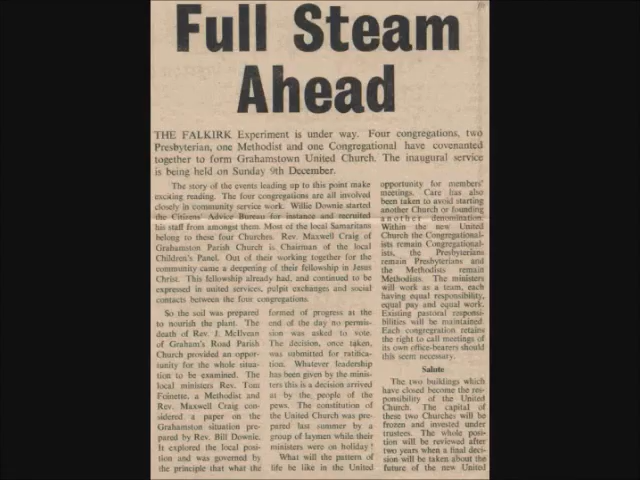 Full Steam
Ahead
THE FALKIRK Experiment is under way. Four congregations, two
Presbyterian, one Methodist and one Congregational have covenanted
together to form Grahamstown United Church. The inaugural service
is being held on Sunday 9th December.
The story of the events leading up to this point make
exciting reading. The four congregations are all involved
closely in community service work. Willie Downie started
the Citizens' Advice Bureau for instance and recruited
his staff from amongst them. Most of the local Samaritans
belong to these four Churches. Rev. Maxwell Craig of
Grahamston Parish Church is Chairman of the local
Children's Panel. Out of their working together for the
community came a deepening of their fellowship in Jesus
Christ. This fellowship already had, and continued to be
expressed in united services, pulpit exchanges and social
contacts between the four congregations.
So the soil was prepared
to nourish the plant. The
death of Rev. J. McIlvean
of Graham's Road Parish
Church provided an oppor-
tunity for the whole situa-
tion to be examined. The
local ministers Rev. Tom
Foinette, a Methodist and
Rev. Maxwell Craig con-
sidered a paper on the
Grahamston situation pre-
pared by Rev. Bill Downie.
It explored the local posi-
tion and was governed by
the principle that what the
formed of progress at the
end of the day no permis-
sion was asked to vote.
The decision, once taken,
was submitted for ratifica-
tion. Whatever leadership
has been given by the minis-
ters this is a decision arrived
at by the people of the
pews. The constitution of
the United Church was pre-
pared last summer by a
group of laymen while their
ministers were on holiday!
What will the pattern of
life be like in the United
opportunity for members'
meetings. Care has also
been taken to avoid starting
another Church or founding
another denomination.
Within the new United
Church the Congregational-
ists remain Congregational-
ists, the Presbyterians
remain Presbyterians and
the Methodists remain
Methodists. The ministers
will work as a team, each
having equal responsibility,
equal pay and equal work.
Existing pastoral responsi-
bilities will be maintained.
Each congregation retains
the right to call meetings of
its own office-bearers should
this seem necessary.
Salute
The two buildings which
have closed become the res-
ponsibility of the United
Church. The capital of
these two Churches will be
frozen and invested under
trustees. The whole posi-
tion will be reviewed after
two years when a final deci-
sion will be taken about the
future of the new United